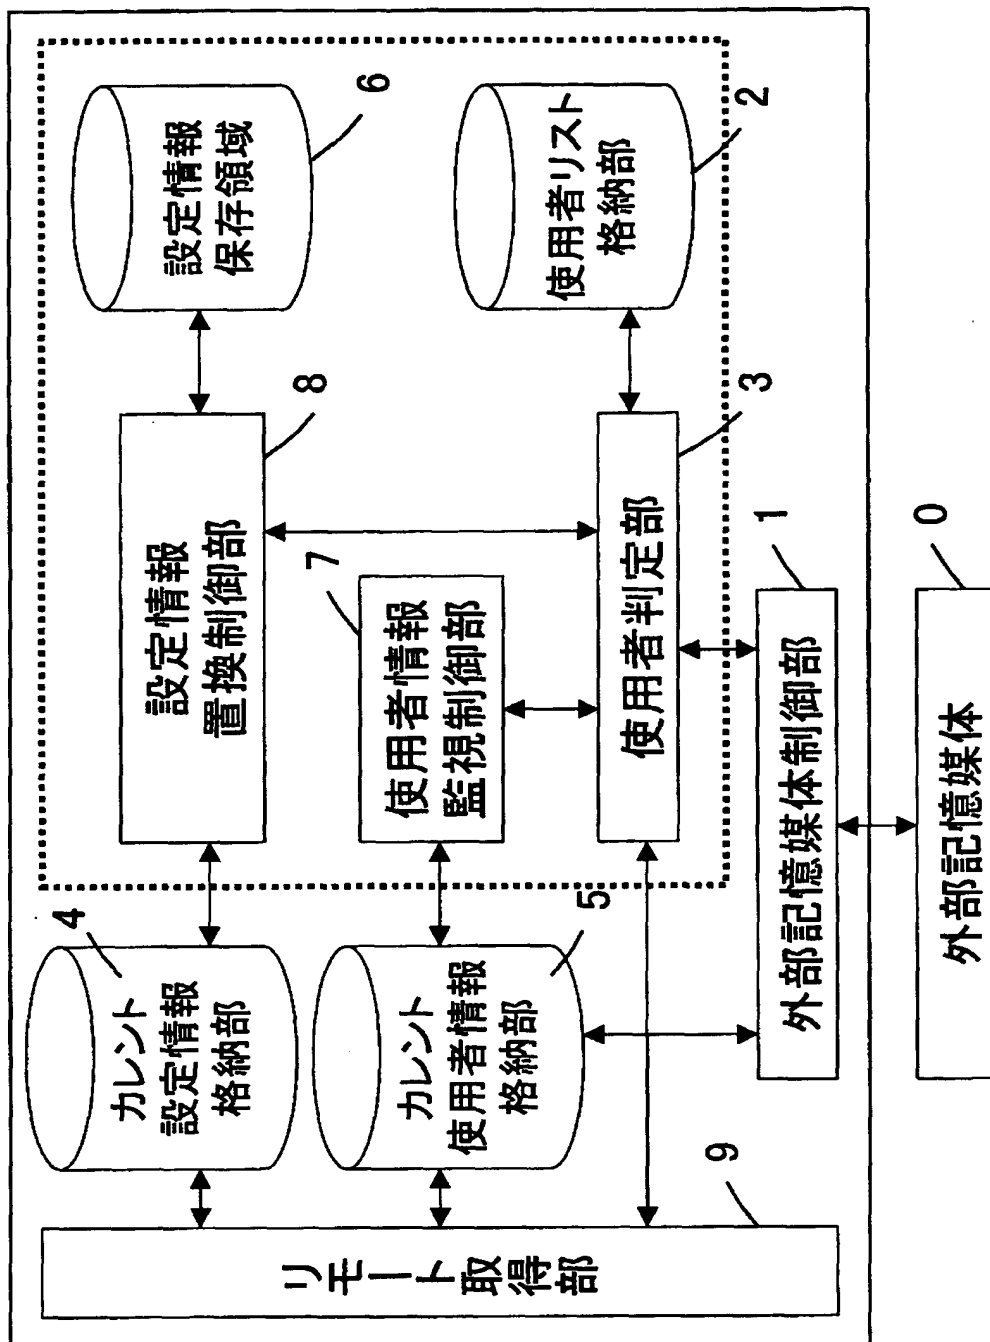 リモート取得部
9
カレント
設定情報
格納部
4
カレント
使用者情報
格納部
5
設定情報
置換制御部
8
使用者情報
監視制御部
7
使用者判定部
3
設定情報
保存領域
6
使用者リスト
格納部
2
外部記憶媒体制御部
1
外部記憶媒体
0